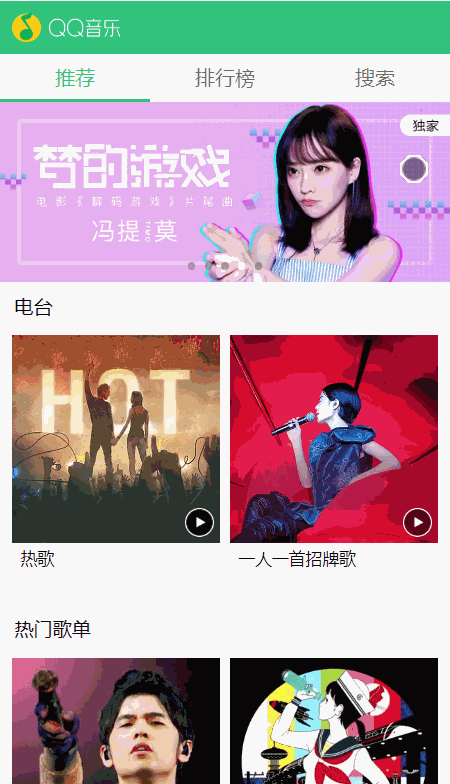 QQ音乐
推荐
排行榜
搜索
独家
梦的游戏
电影《解码游戏》片尾曲
冯提莫
电台
HOT
热歌
一人一首招牌歌
热门歌单